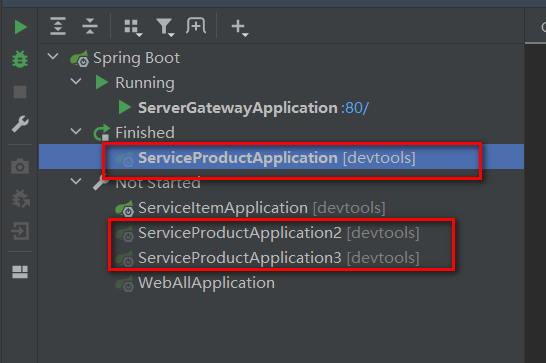 Spring Boot
Running
ServerGatewayApplication :80/
Finished
ServiceProductApplication [devtools]
Not Started
ServiceItemApplication [devtools]
ServiceProductApplication2 [devtools]
ServiceProductApplication3 [devtools]
WebAllApplication